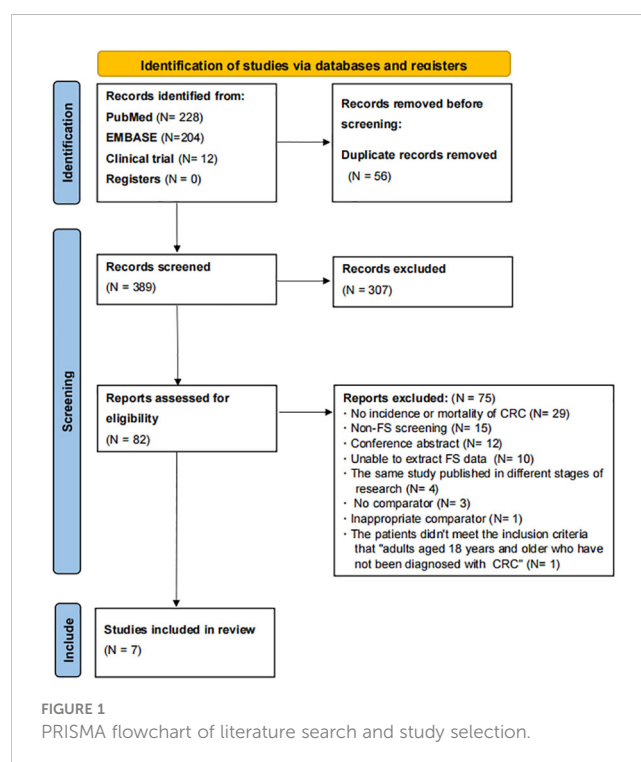 Identification of studies via databases and registers
Identification
Records identified from:
PubMed (N= 228)
EMBASE (N=204)
Clinical trial (N= 12)
Registers (N = 0)
Records removed before
screening:
Duplicate records removed
(N = 56)
Screening
Records screened
(N = 389)
Records excluded
(N = 307)
Reports assessed for
eligibility
(N = 82)
Reports excluded: (N = 75)
· No incidence or mortality of CRC (N= 29)
· Non-FS screening (N= 15)
· Conference abstract (N= 12)
· Unable to extract FS data (N= 10)
· The same study published in different stages of
research (N= 4)
· No comparator (N= 3)
· Inappropriate comparator (N= 1)
· The patients didn't meet the inclusion criteria
that "adults aged 18 years and older who have
not been diagnosed with CRC" (N= 1)
Include
Studies included in review
(N = 7)
FIGURE 1
PRISMA flowchart of literature search and study selection.